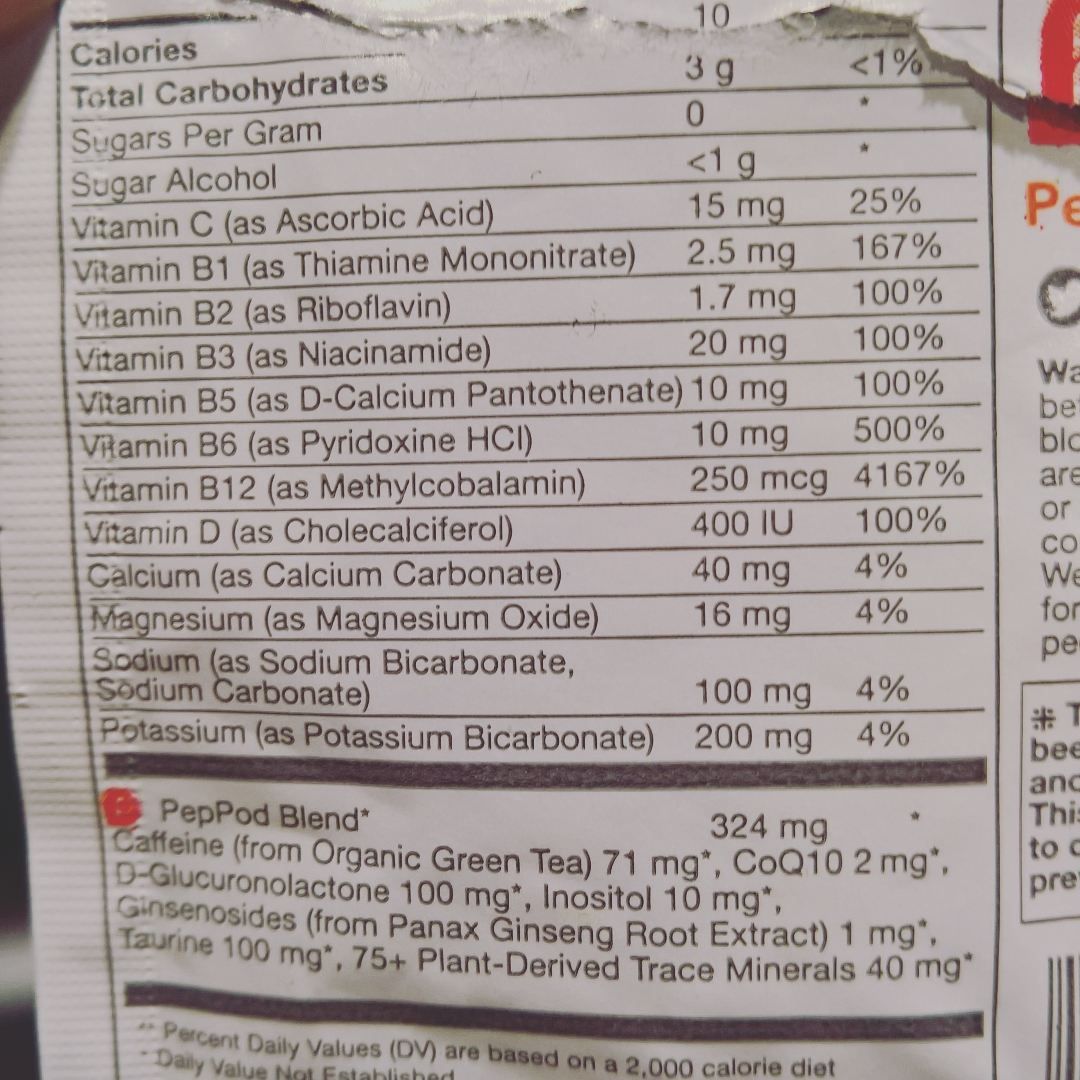 10
Calories
Total Carbohydrates 3 g <1%
Sugars Per Gram 0 *
Sugar Alcohol <1 g *
Vitamin C (as Ascorbic Acid) 15 mg 25%
Vitamin B1 (as Thiamine Mononitrate) 2.5 mg 167%
Vitamin B2 (as Riboflavin) 1.7 mg 100%
Vitamin B3 (as Niacinamide) 20 mg 100%
Vitamin B5 (as D-Calcium Pantothenate) 10 mg 100%
Vitamin B6 (as Pyridoxine HCl) 10 mg 500%
Vitamin B12 (as Methylcobalamin) 250 mcg 4167%
Vitamin D (as Cholecalciferol) 400 IU 100%
Calcium (as Calcium Carbonate) 40 mg 4%
Magnesium (as Magnesium Oxide) 16 mg 4%
Sodium (as Sodium Bicarbonate,
Sodium Carbonate) 100 mg 4%
Potassium (as Potassium Bicarbonate) 200 mg 4%
PepPod Blend* 324 mg *
Caffeine (from Organic Green Tea) 71 mg*, CoQ10 2 mg*,
D-Glucuronolactone 100 mg*, Inositol 10 mg*,
Ginsenosides (from Panax Ginseng Root Extract) 1 mg*,
Taurine 100 mg*, 75+ Plant-Derived Trace Minerals 40 mg*
** Percent Daily Values (DV) are based on a 2,000 calorie diet
* Daily Value Not Established
Pe
Wa
be
blo
are
or
co
We
for
pe
* T
bee
and
This
to
pre